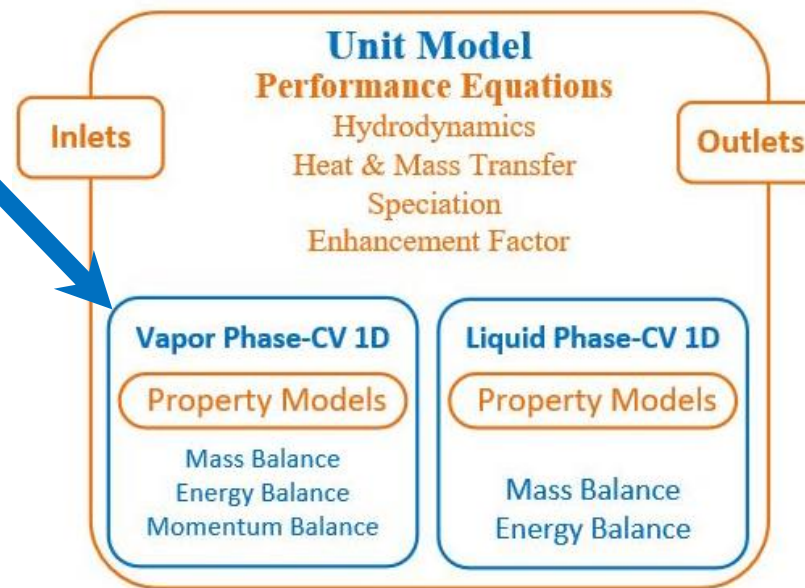 Unit Model
Performance Equations
Inlets
Hydrodynamics
Outlets
Heat & Mass Transfer
Speciation
Enhancement Factor
Vapor Phase-CV 1D
Property Models
Mass Balance
Energy Balance
Momentum Balance
Liquid Phase-CV 1D
Property Models
Mass Balance
Energy Balance